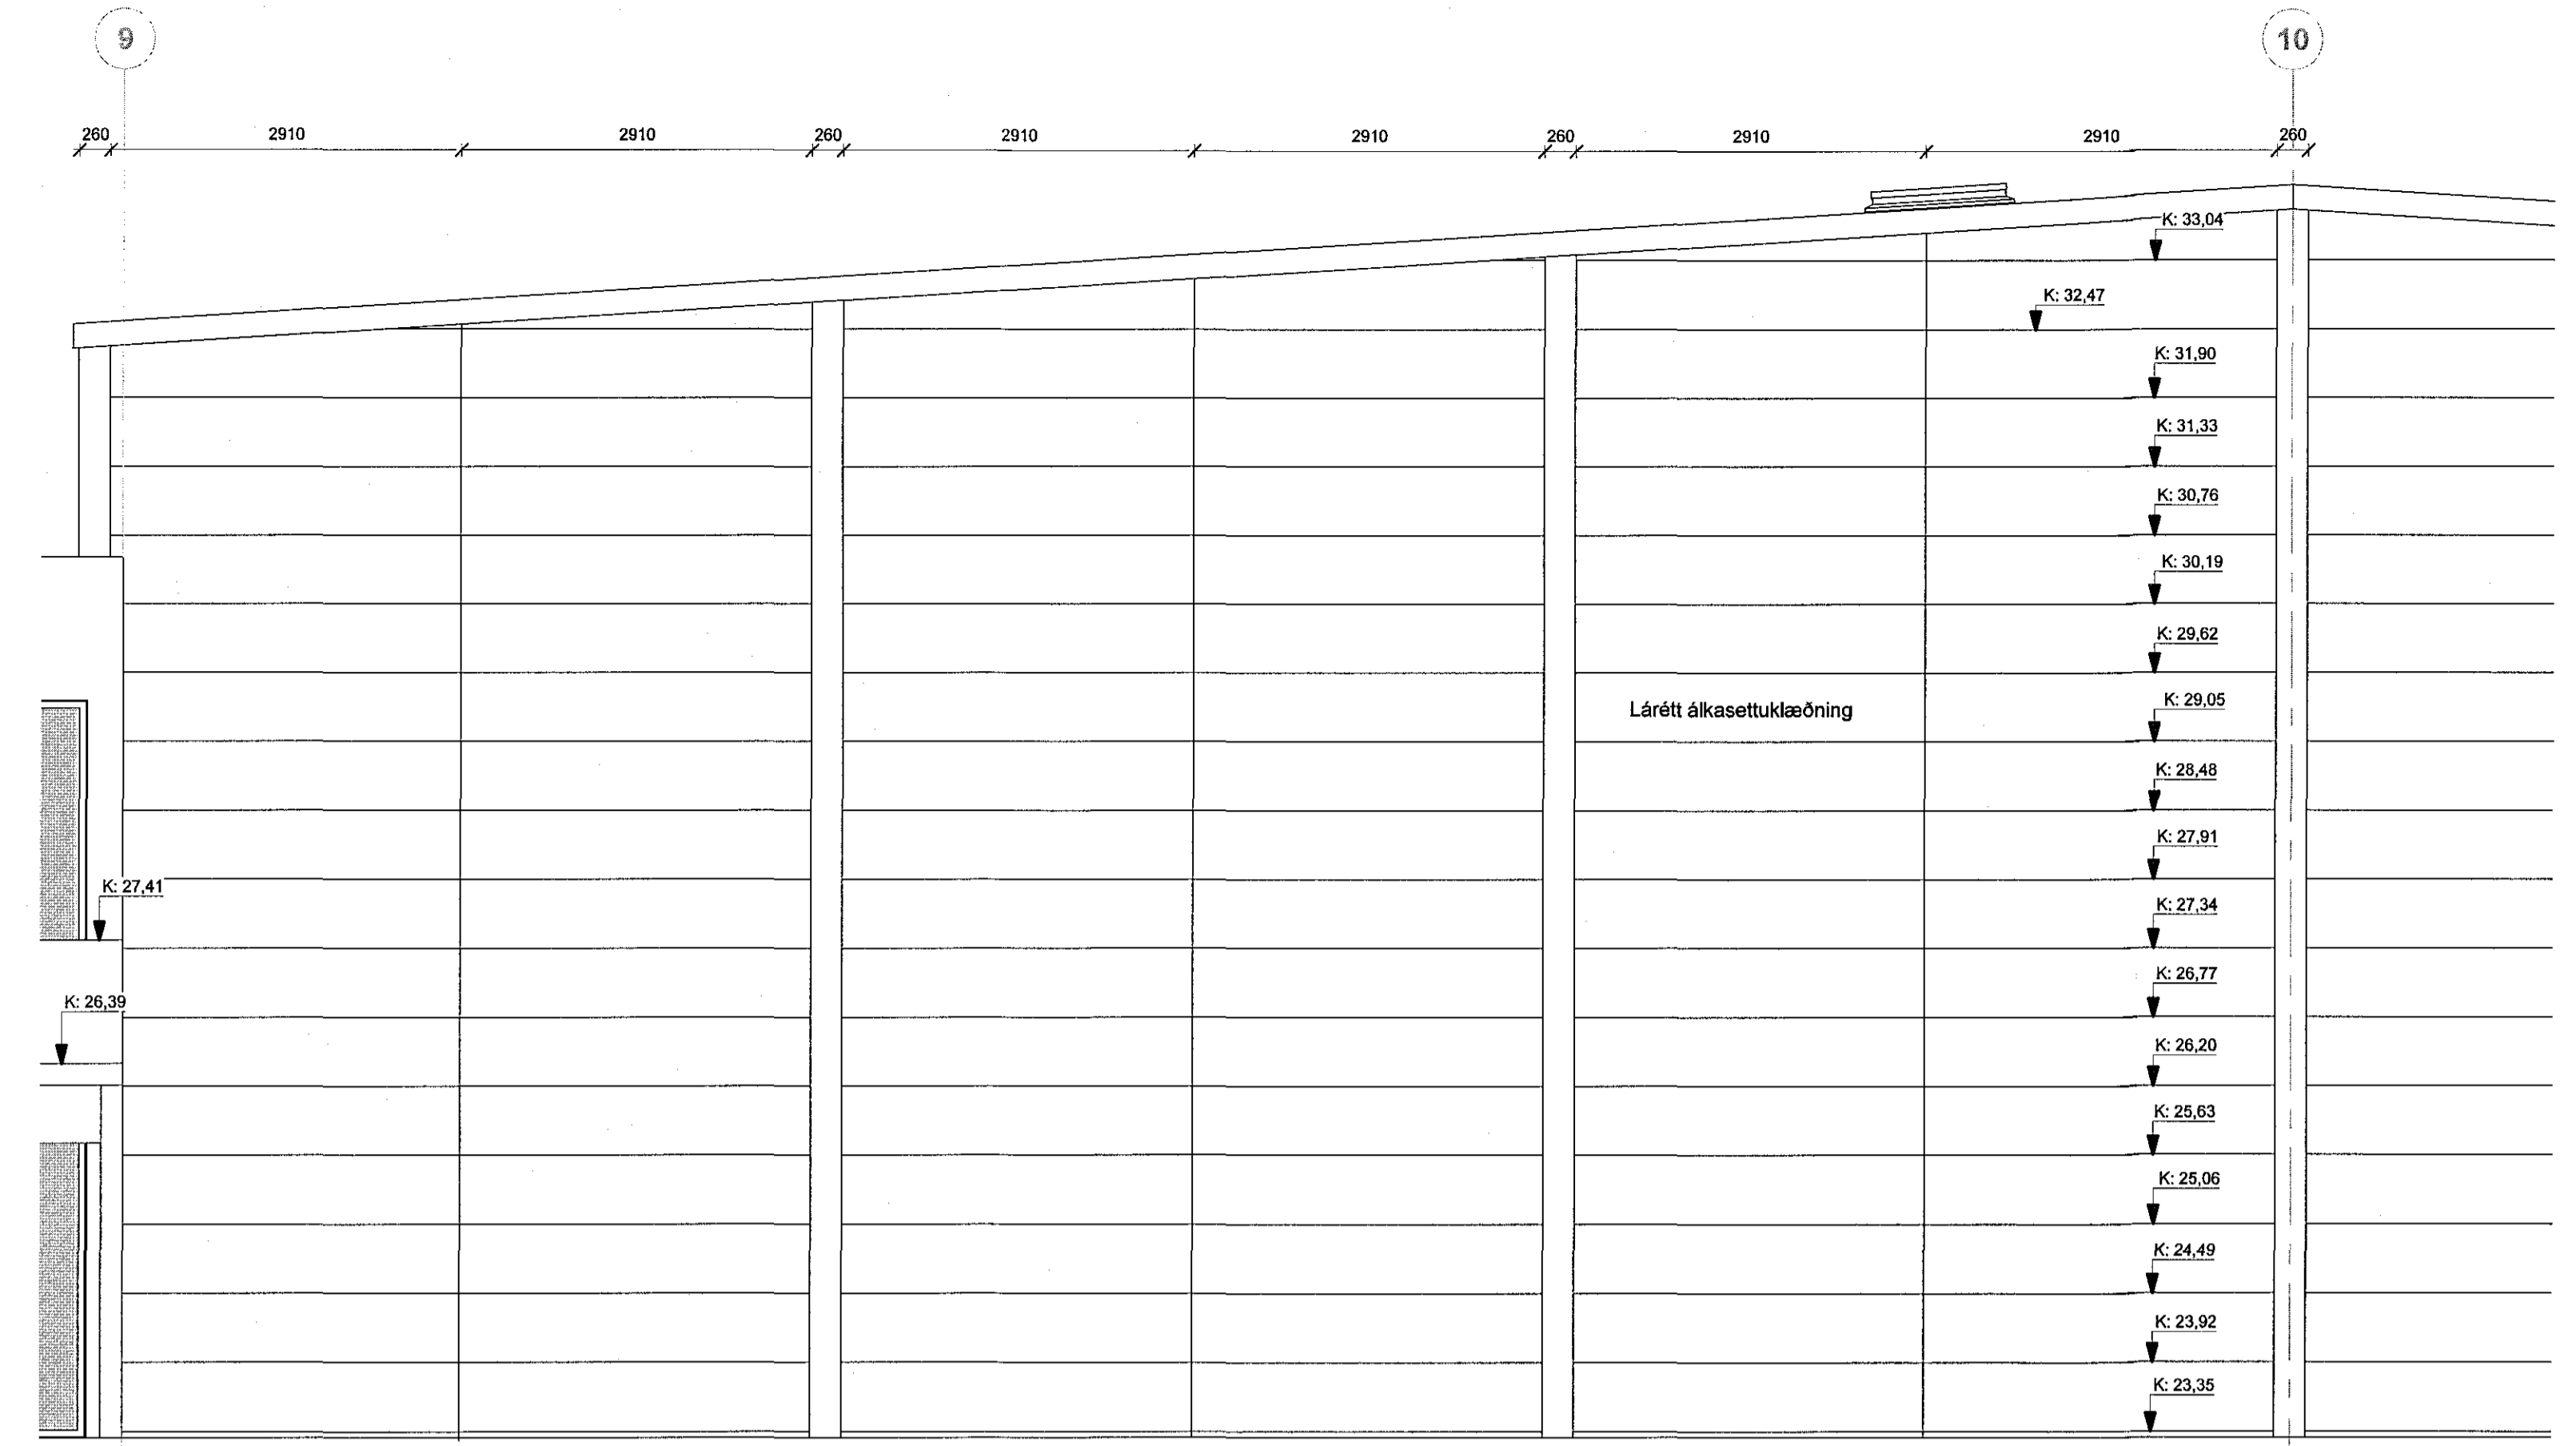 9
10
260 2910 2910 260 2910 2910 260 2910 2910 260
K: 33,04
K: 32,47
K: 31,90
K: 31,33
K: 30,76
K: 30,19
K: 29,62
K: 29,05
Lárétt álkasettuklæðning
K: 28,48
K: 27,91
K: 27,41
K: 27,34
K: 26,77
K: 26,39
K: 26,20
K: 25,63
K: 25,06
K: 24,49
K: 23,92
K: 23,35